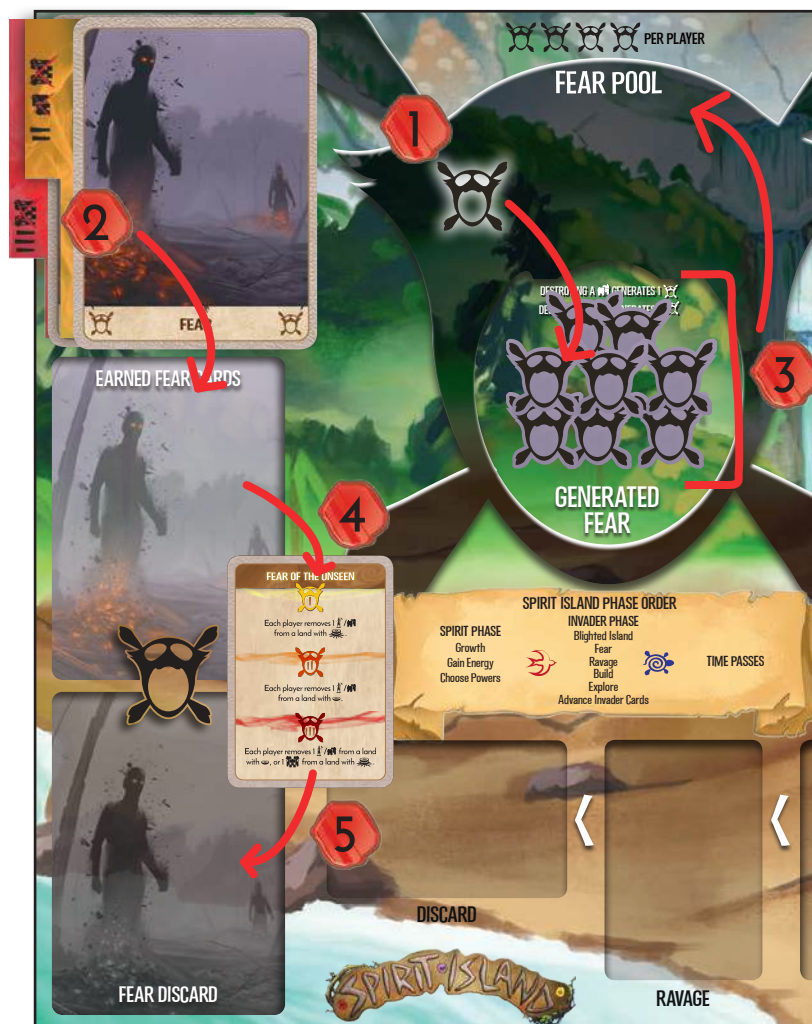 PER PLAYER
FEAR POOL
1
II
III
2
FEAR
DESTROYING A GENERATES 1
3
EARNED FEAR CARDS
GENERATED
FEAR
4
FEAR OF THE UNSEEN
I
Each player removes 1 /
from a land with .
II
Each player removes 1 /
from a land with .
III
Each player removes 1 / from a land
with , or 1 from a land with .
SPIRIT ISLAND PHASE ORDER
SPIRIT PHASE
Growth
Gain Energy
Choose Powers
INVADER PHASE
Blighted Island
Fear
Ravage
Build
Explore
Advance Invader Cards
TIME PASSES
5
DISCARD
FEAR DISCARD
SPIRIT ISLAND
RAVAGE